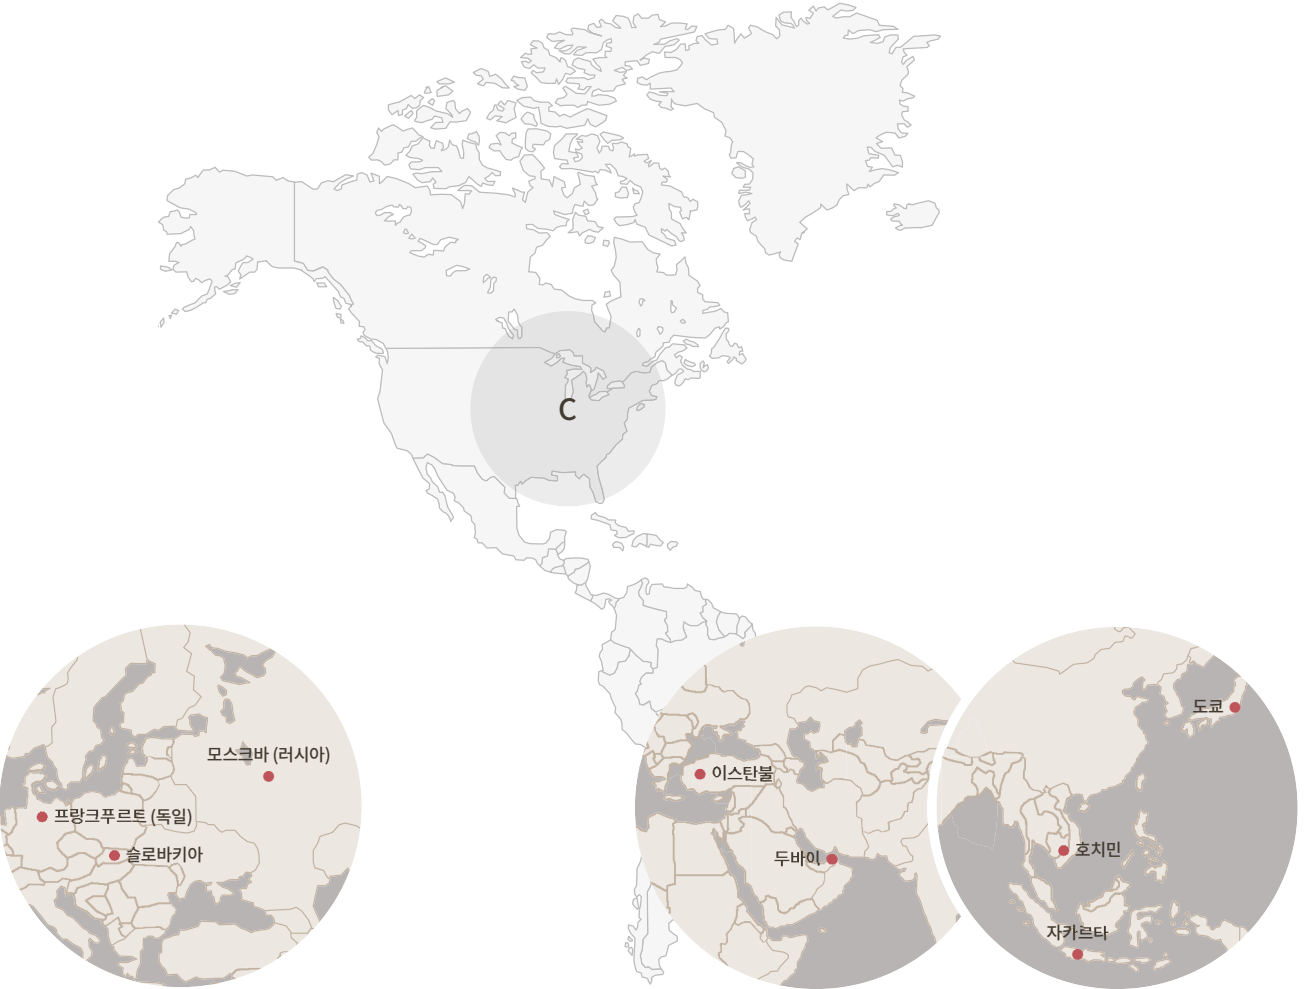 C
도쿄
모스크바 (러시아)
이스탄불
프랑크푸르트 (독일)
슬로바키아
두바이
호치민
자카르타